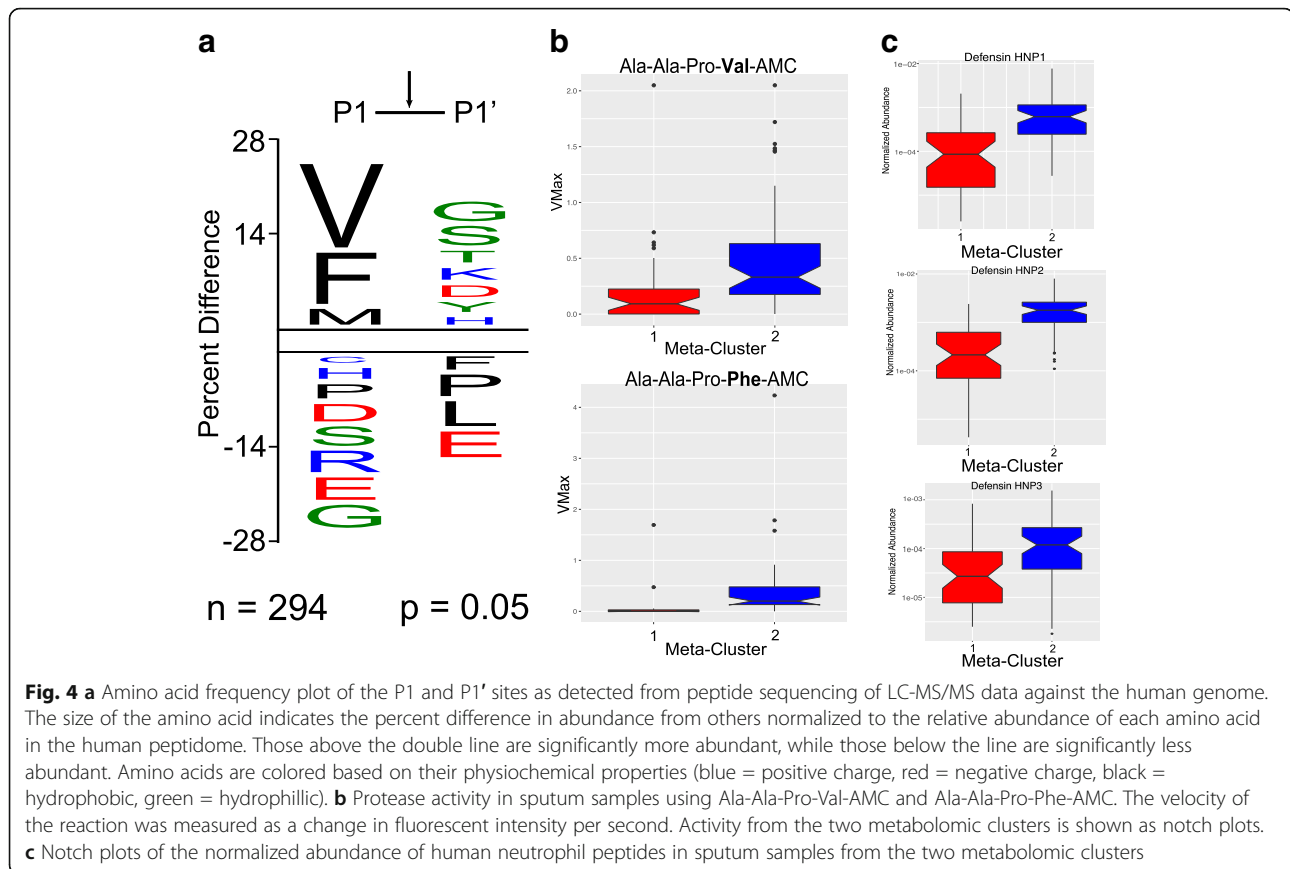 a
P1
P1'
28
14
-14
-28
Percent Difference
V
F
M
G
S
T
K
D
Y
H
C
H
P
D
S
R
E
G
F
P
L
E
n = 294
p = 0.05
b
Ala-Ala-Pro-Val-AMC
2.0
1.5
1.0
0.5
0.0
VMax
1
2
Meta-Cluster
Ala-Ala-Pro-Phe-AMC
4
3
2
1
0
VMax
1
2
Meta-Cluster
c
Defensin HNP1
1e-02
1e-04
Normalized Abundance
1
2
Meta-Cluster
Defensin HNP2
1e-02
1e-04
Normalized Abundance
1
2
Meta-Cluster
Defensin HNP3
1e-03
1e-04
1e-05
Normalized Abundance
1
2
Meta-Cluster
Fig. 4 a Amino acid frequency plot of the P1 and P1′ sites as detected from peptide sequencing of LC-MS/MS data against the human genome.
The size of the amino acid indicates the percent difference in abundance from others normalized to the relative abundance of each amino acid
in the human peptidome. Those above the double line are significantly more abundant, while those below the line are significantly less
abundant. Amino acids are colored based on their physiochemical properties (blue = positive charge, red = negative charge, black =
hydrophobic, green = hydrophillic). b Protease activity in sputum samples using Ala-Ala-Pro-Val-AMC and Ala-Ala-Pro-Phe-AMC. The velocity of
the reaction was measured as a change in fluorescent intensity per second. Activity from the two metabolomic clusters is shown as notch plots.
c Notch plots of the normalized abundance of human neutrophil peptides in sputum samples from the two metabolomic clusters